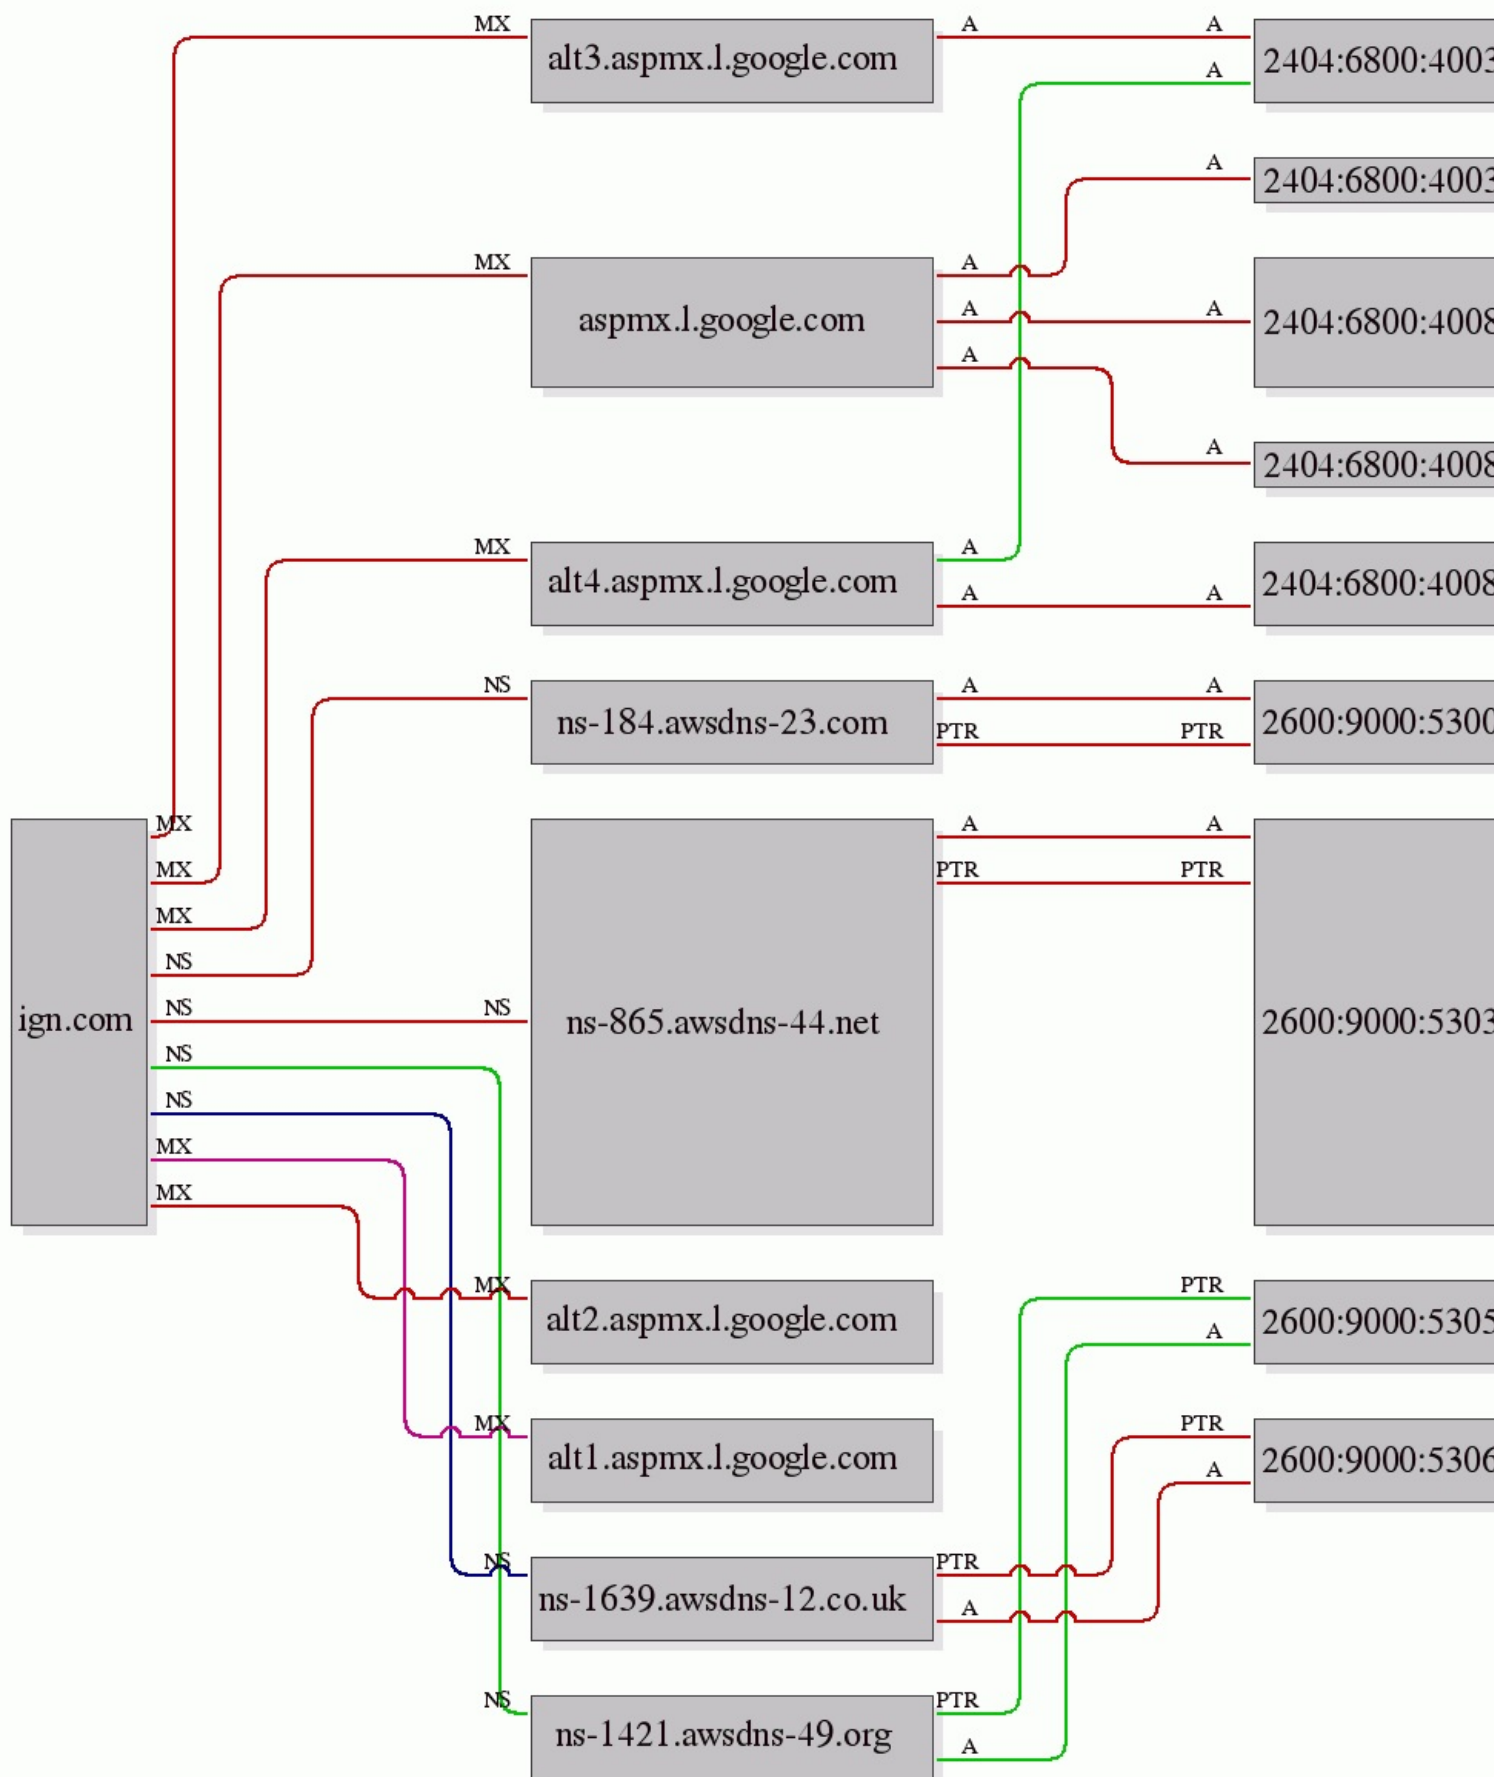 MX
alt3.aspmx.l.google.com
A
A
2404:6800:4003
A
A
2404:6800:4003
MX
aspmx.l.google.com
A
A
A
A
2404:6800:4008
A
2404:6800:4008
MX
alt4.aspmx.l.google.com
A
A
A
2404:6800:4008
NS
ns-184.awsdns-23.com
A
A
PTR
PTR
2600:9000:5300
ign.com
MX
MX
MX
NS
NS
NS
NS
MX
MX
NS
ns-865.awsdns-44.net
A
A
PTR
PTR
2600:9000:5303
MX
alt2.aspmx.l.google.com
PTR
A
2600:9000:5305
MX
alt1.aspmx.l.google.com
PTR
A
2600:9000:5306
NS
ns-1639.awsdns-12.co.uk
PTR
A
NS
ns-1421.awsdns-49.org
PTR
A